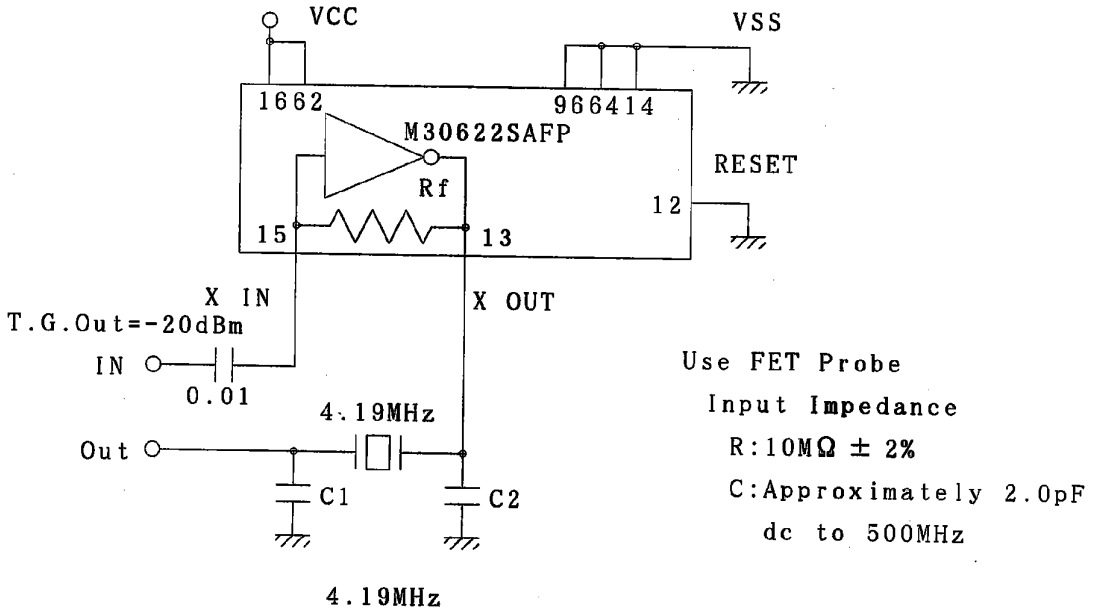 VCC
VSS
1662
966414
M30622SAFP
Rf
RESET
12
15
13
X IN
X OUT
T.G.Out=-20dBm
IN
0.01
4.19MHz
Out
C1
C2
Use FET Probe
Input Impedance
R:10MΩ ± 2%
C:Approximately 2.0pF
dc to 500MHz
4.19MHz